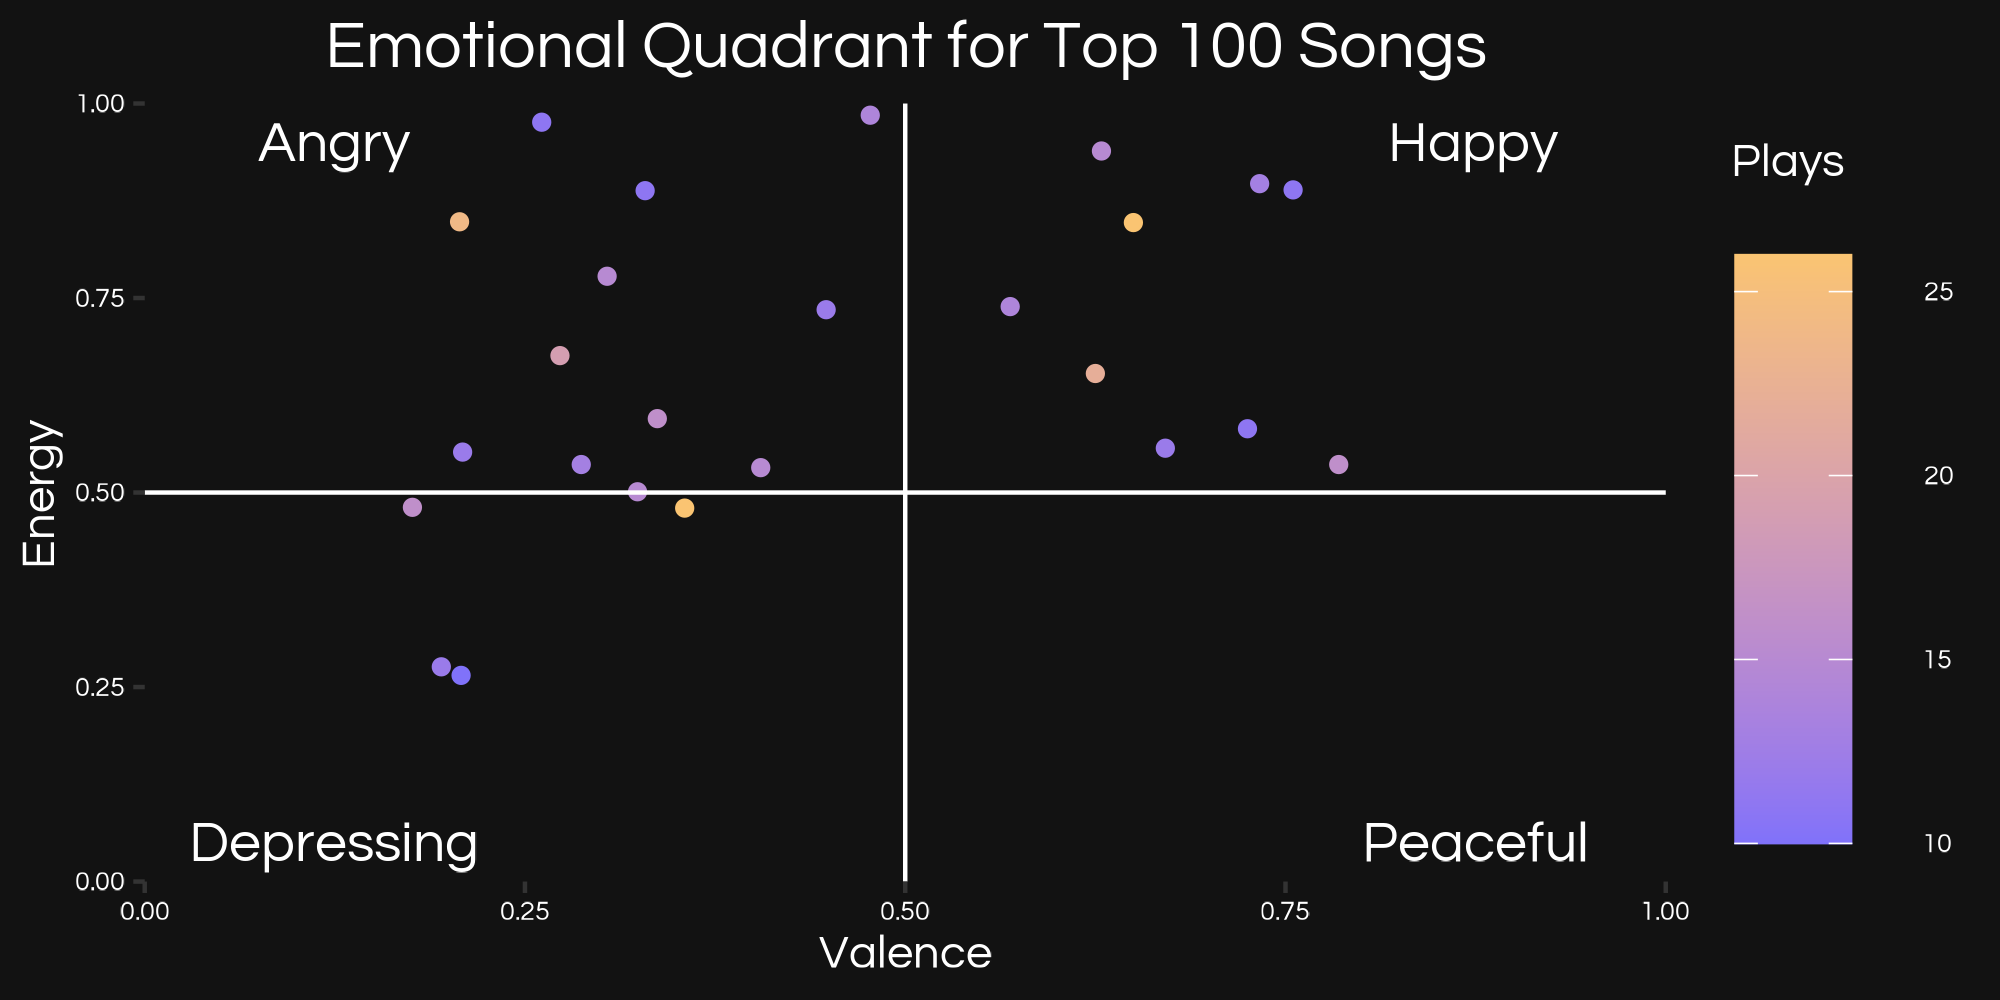 Emotional Quadrant for Top 100 Songs
1.00
Angry
Happy
Plays
0.75
25
20
Energy
0.50
15
0.25
10
Depressing
Peaceful
0.00
0.00
0.25
0.50
0.75
1.00
Valence